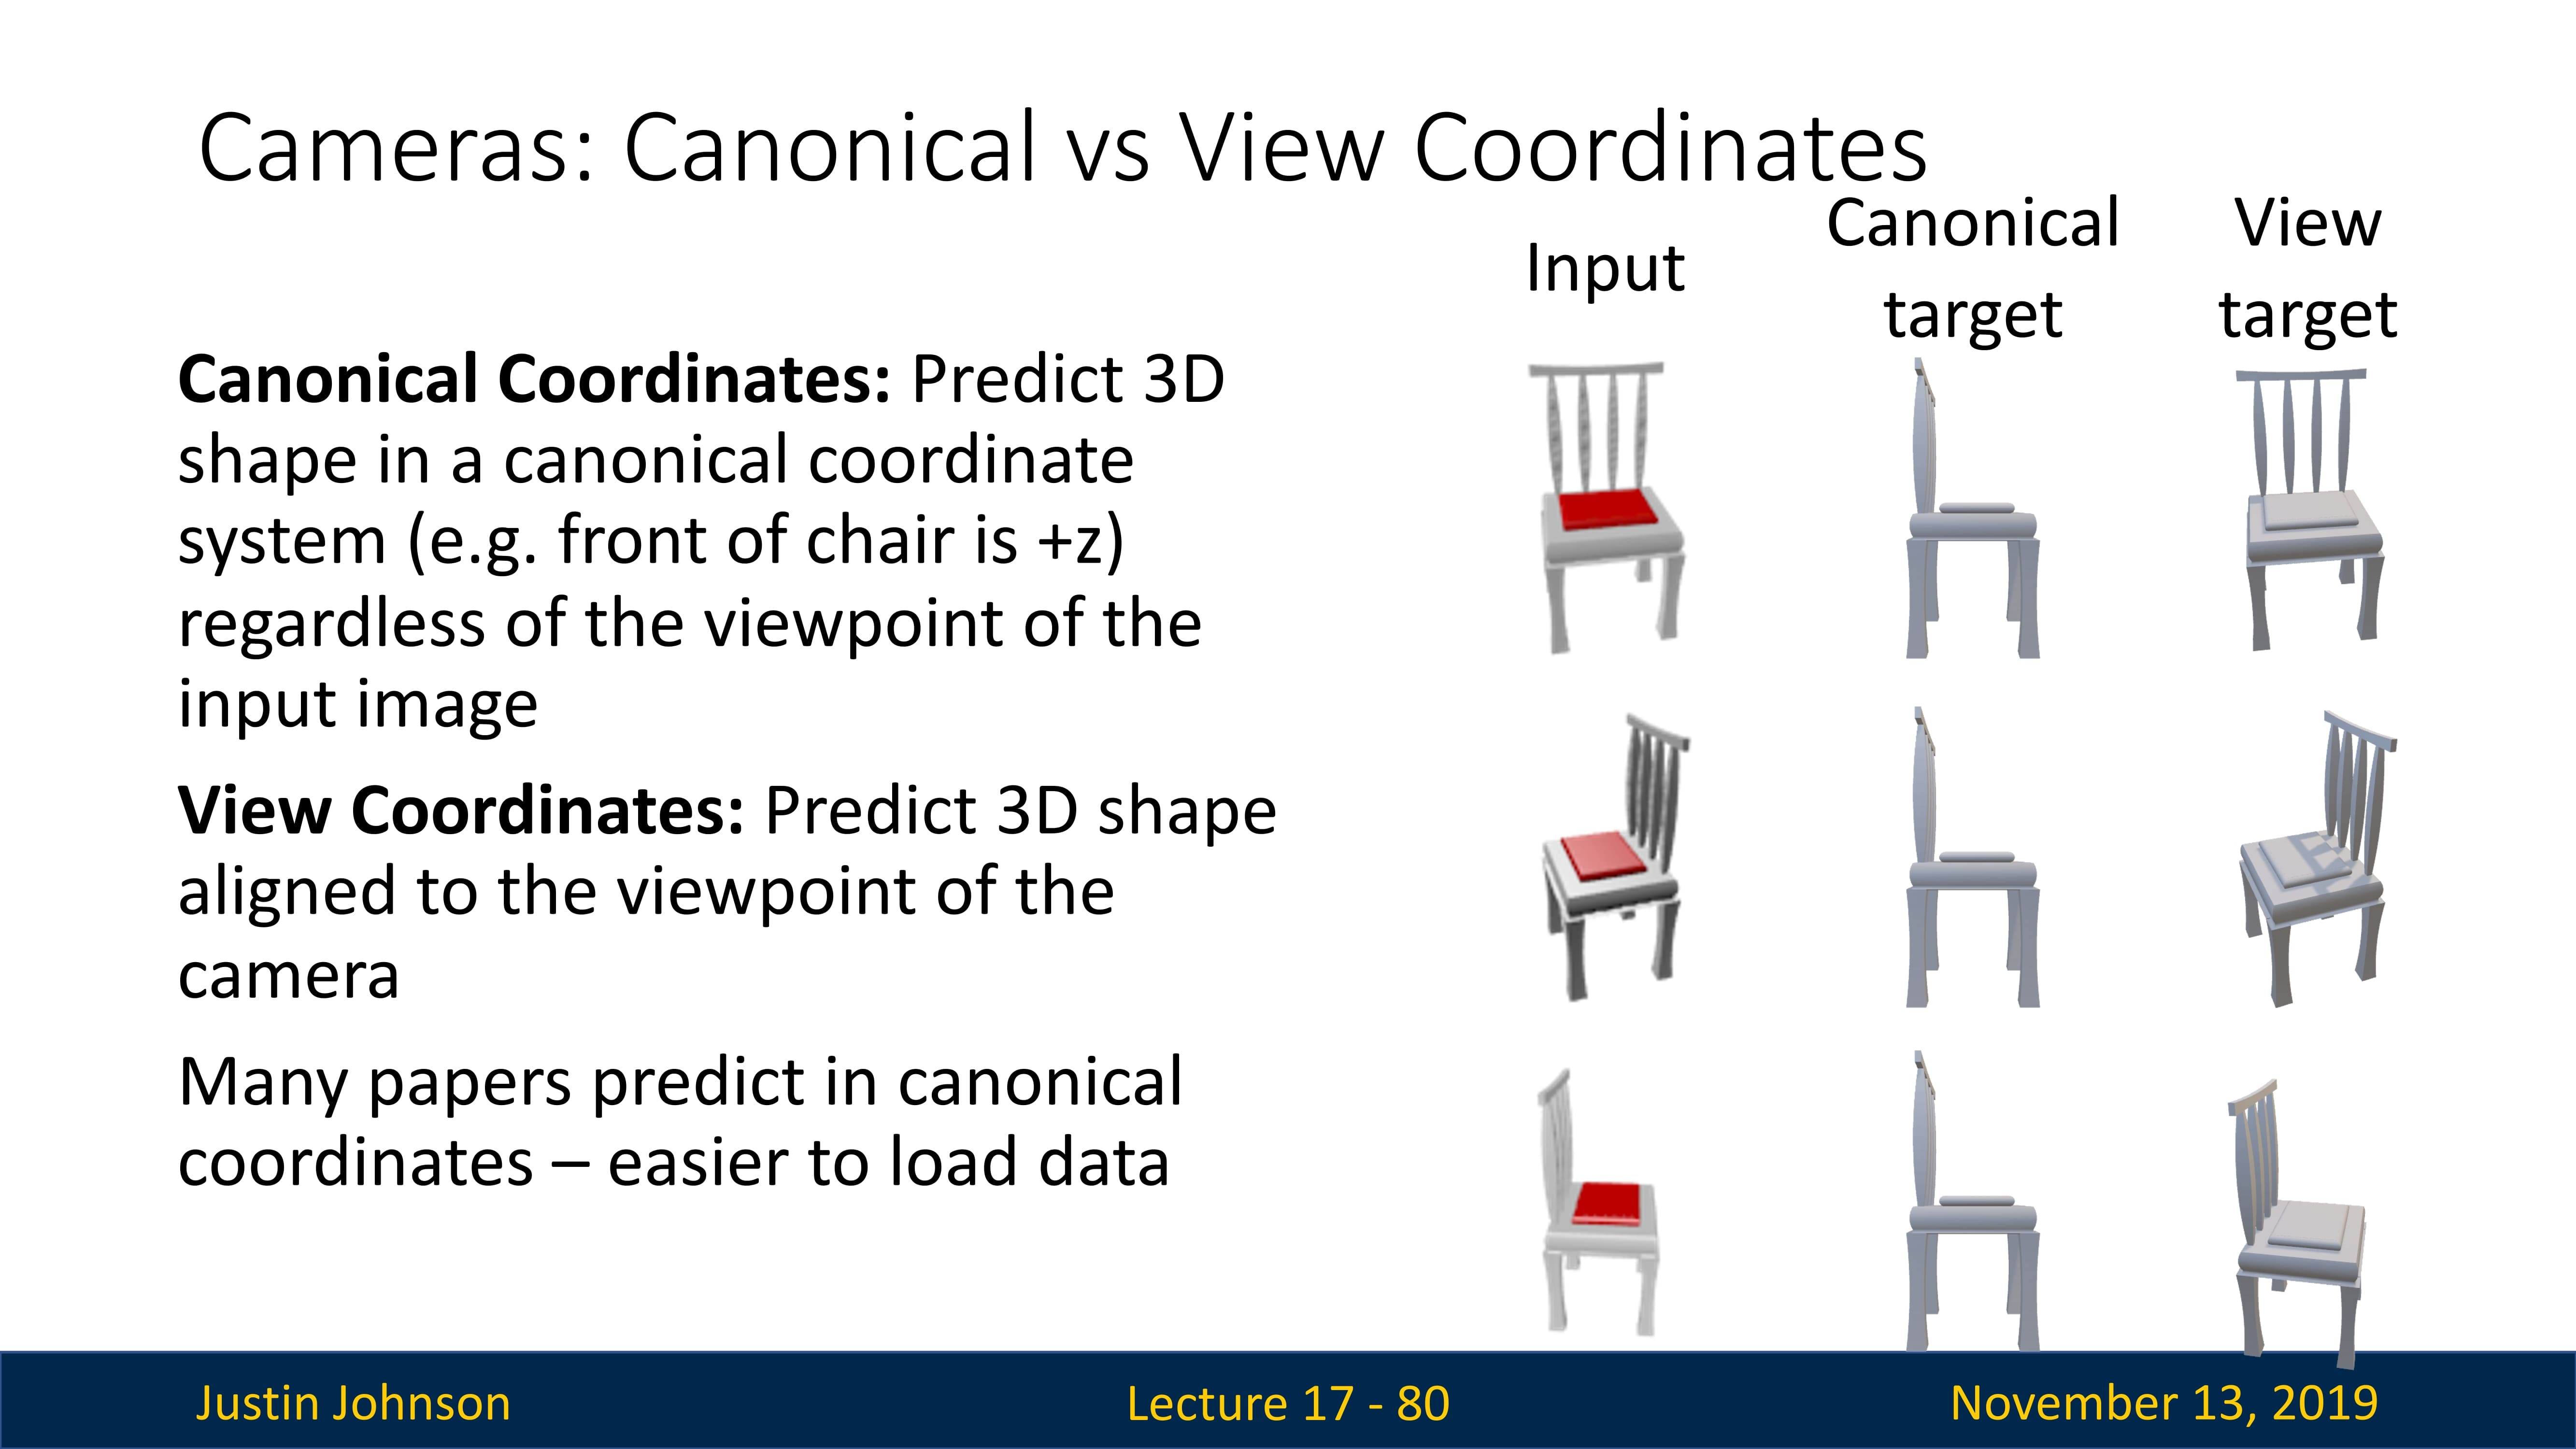 Cameras: Canonical vs View Coordinates
Input
Canonical
target
View
target
Canonical Coordinates: Predict 3D
shape in a canonical coordinate
system (e.g. front of chair is +z)
regardless of the viewpoint of the
input image
View Coordinates: Predict 3D shape
aligned to the viewpoint of the
camera
Many papers predict in canonical
coordinates – easier to load data
Justin Johnson
Lecture 17 - 80
November 13, 2019